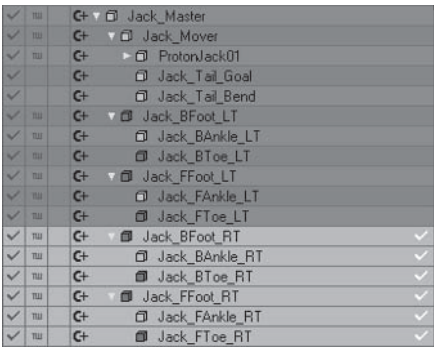 C+ Jack_Master
C+ Jack_Mover
C+ ProtonJack01
C+ Jack_Tail_Goal
C+ Jack_Tail_Bend
C+ Jack_BFoot_LT
C+ Jack_BAnkle_LT
C+ Jack_BToe_LT
C+ Jack_FFoot_LT
C+ Jack_FAnkle_LT
C+ Jack_FToe_LT
C+ Jack_BFoot_RT
C+ Jack_BAnkle_RT
C+ Jack_BToe_RT
C+ Jack_FFoot_RT
C+ Jack_FAnkle_RT
C+ Jack_FToe_RT